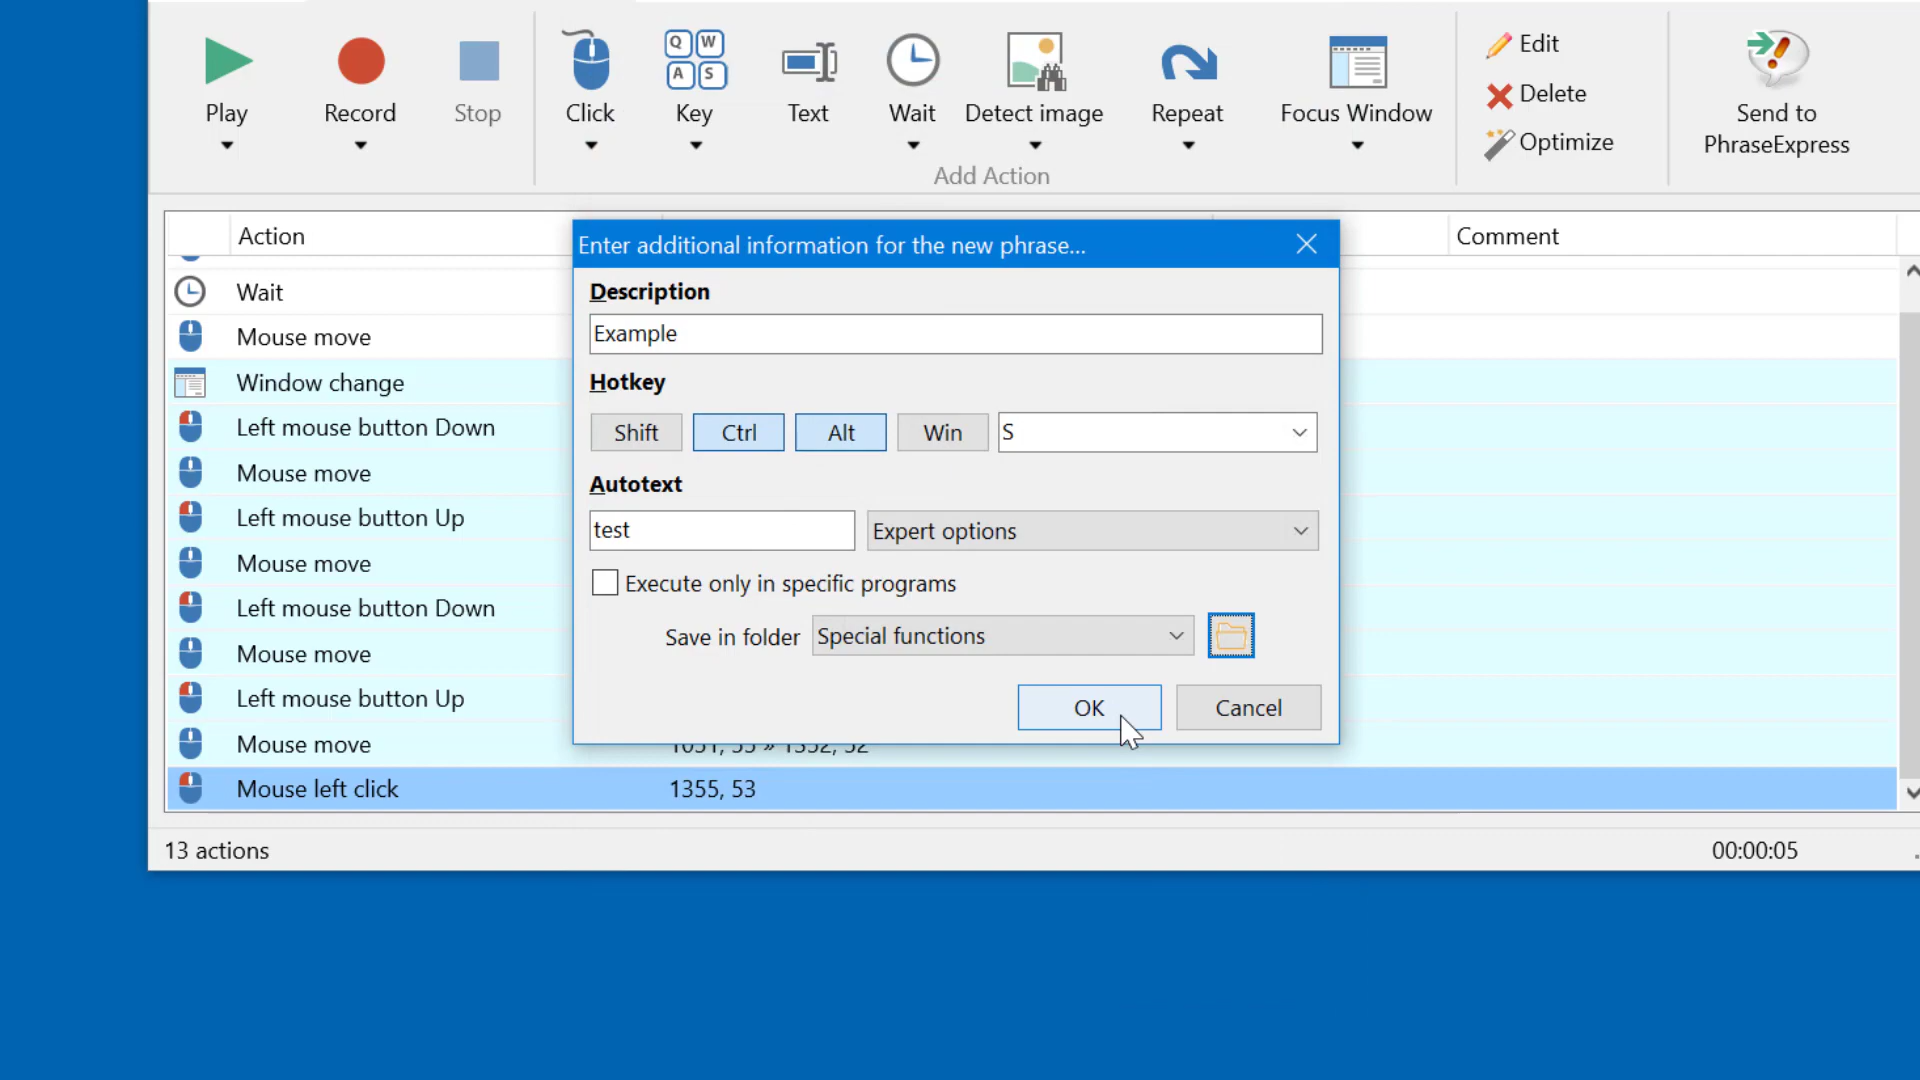 Play
Record
Stop
Q W
A S
Click
Key
Text
Wait
Detect image
Repeat
Focus Window
Edit
Delete
Optimize
Send to
PhraseExpress
Add Action
Action
Comment
Enter additional information for the new phrase...
Description
Example
Hotkey
Shift
Ctrl
Alt
Win
S
Autotext
test
Expert options
Execute only in specific programs
Save in folder
Special functions
OK
Cancel
Wait
Mouse move
Window change
Left mouse button Down
Mouse move
Left mouse button Up
Mouse move
Left mouse button Down
Mouse move
Left mouse button Up
Mouse move
Mouse left click
1355, 53
13 actions
00:00:05